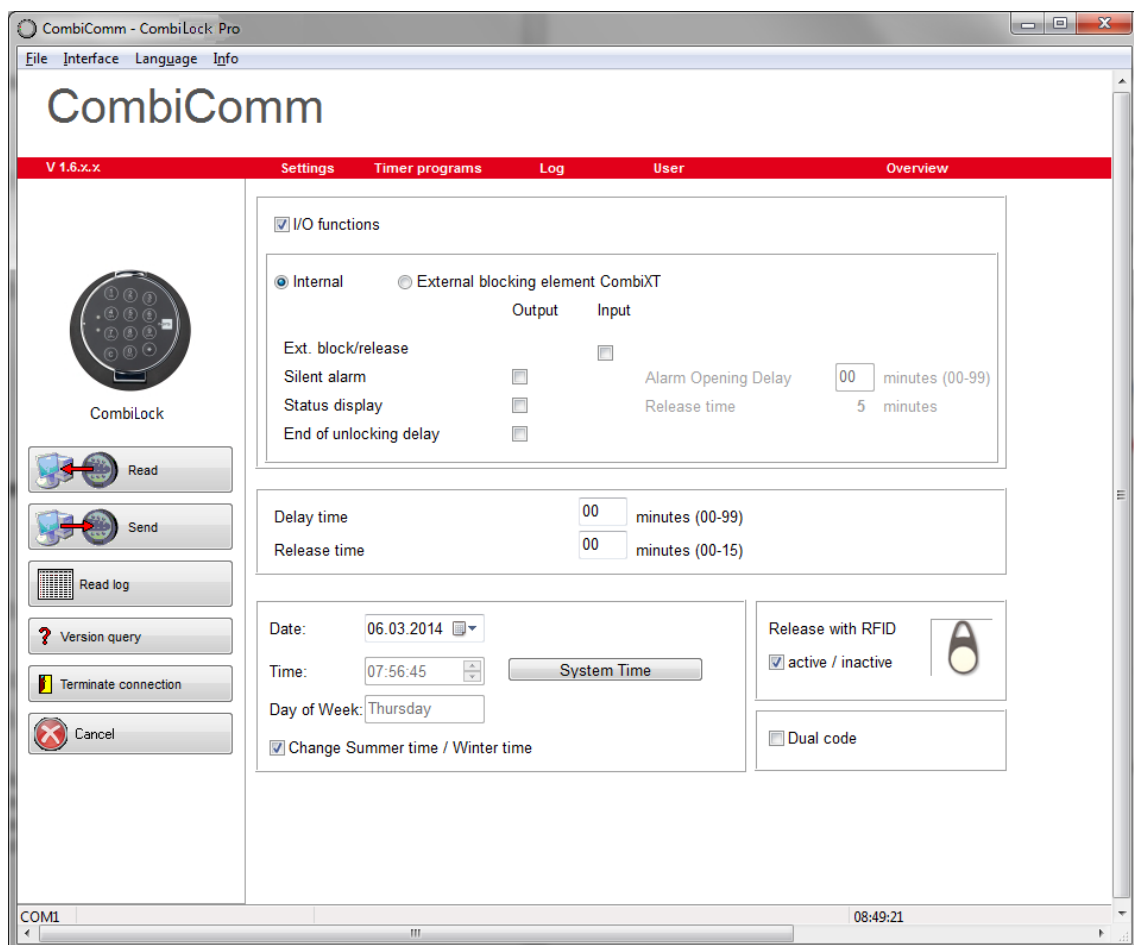 CombiComm - CombiLock Pro
File Interface Language Info
CombiComm
V 1.6.x.x Settings Timer programs Log User Overview
I/O functions
Internal External blocking element CombiXT
Output Input
Ext. block/release
Silent alarm Alarm Opening Delay 00 minutes (00-99)
Status display Release time 5 minutes
End of unlocking delay
CombiLock
Read
Send
Read log
Version query
Terminate connection
Cancel
Delay time 00 minutes (00-99)
Release time 00 minutes (00-15)
Date: 06.03.2014
Time: 07:56:45 System Time
Day of Week: Thursday
Change Summer time / Winter time
Release with RFID
active / inactive
Dual code
COM1 08:49:21